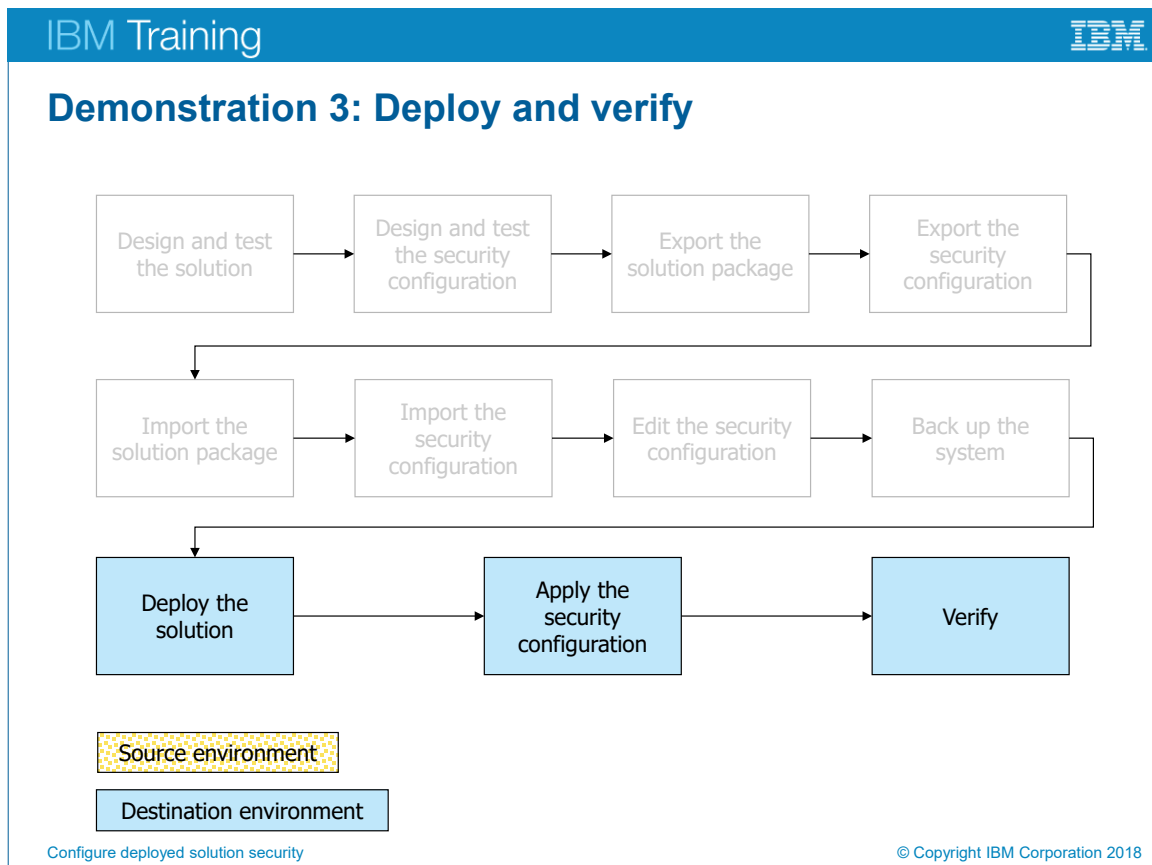 IBM Training
IBM
Demonstration 3: Deploy and verify
Design and test
the solution
Design and test
the security
configuration
Export the
solution package
Export the
security
configuration
Import the
solution package
Import the
security
configuration
Edit the security
configuration
Back up the
system
Deploy the
solution
Apply the
security
configuration
Verify
Source environment
Destination environment
Configure deployed solution security
© Copyright IBM Corporation 2018